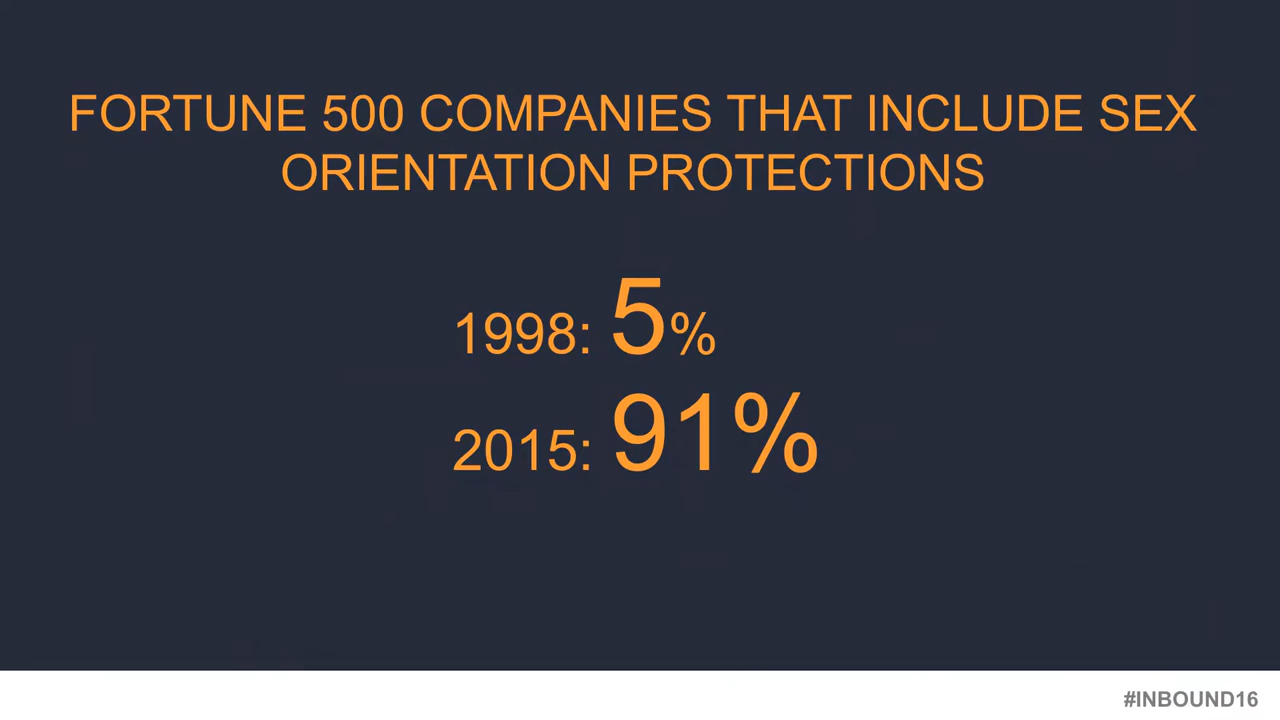 FORTUNE 500 COMPANIES THAT INCLUDE SEX
ORIENTATION PROTECTIONS
1998: 5%
2015: 91%
#INBOUND16